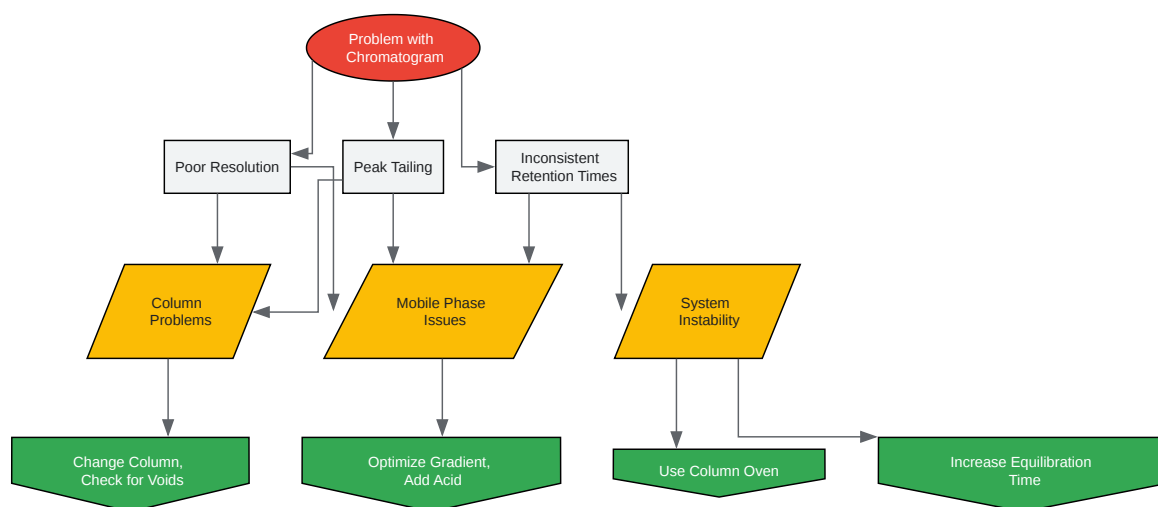 Problem with
Chromatogram
Poor Resolution
Peak Tailing
Inconsistent
Retention Times
Column
Problems
Mobile Phase
Issues
System
Instability
Change Column,
Check for Voids
Optimize Gradient,
Add Acid
Use Column Oven
Increase Equilibration
Time